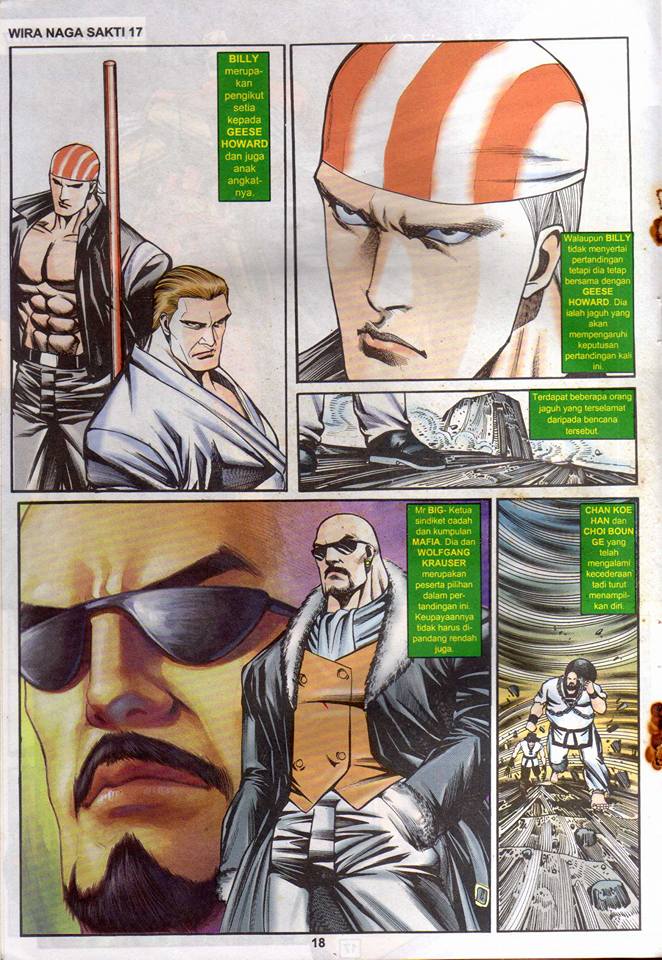 WIRA NAGA SAKTI 17
BILLY
merupa-
kan
pengikut
setia
kepada
GEESE
HOWARD
dan juga
anak
angkat-
nya.
Walaupun BILLY
tidak menyertai
pertandingan
tetapi dia tetap
bersama dengan
GEESE
HOWARD. Dia
ialah jaguh yang
akan
mempengaruhi
keputusan
pertandingan kali
ini.
Terdapat beberapa orang
jaguh yang terselamat
daripada bencana
tersebut.
Mr BIG- Ketua
sindiket dadah
dan kumpulan
MAFIA. Dia dan
WOLFGANG
KRAUSER
merupakan
peserta pilihan
dalam per-
tandingan ini.
Keupayaannya
tidak harus di-
pandang rendah
juga.
CHAN KOE
HAN dan
CHOI BOUN
GE yang
telah
mengalami
kecederaan
tadi turut
menampil-
kan diri.
18